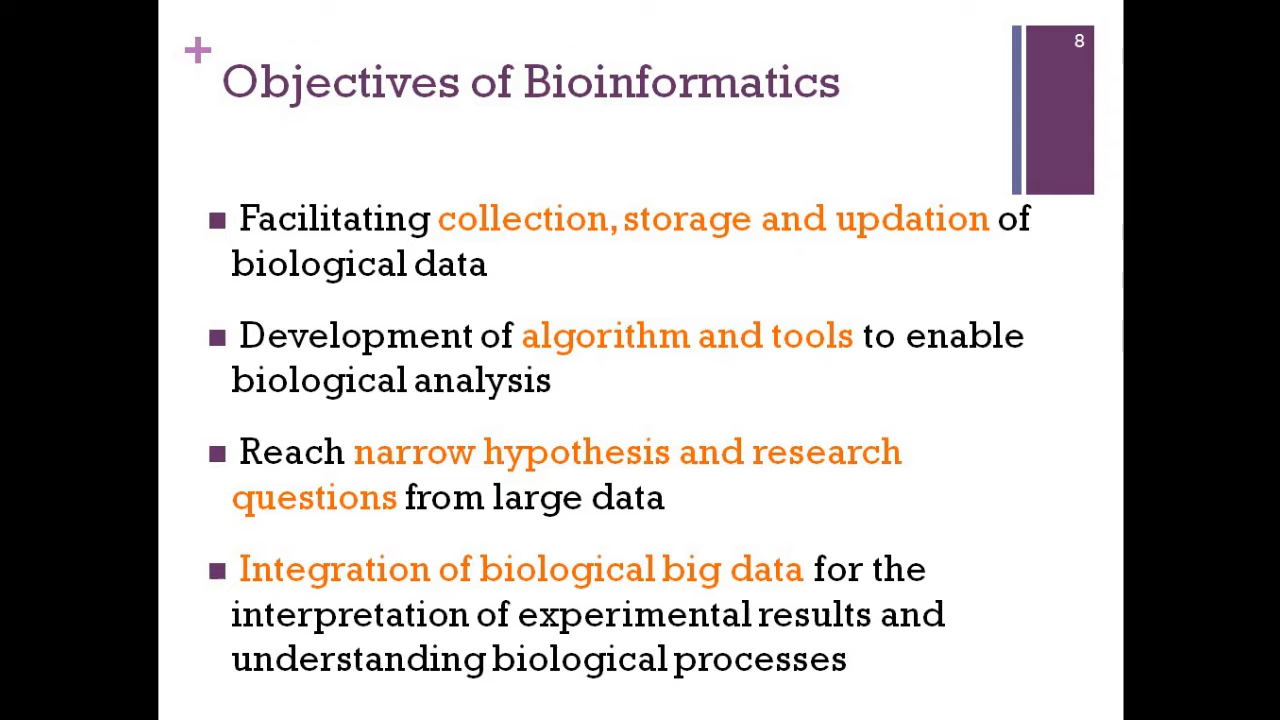 8
+
Objectives of Bioinformatics
■ Facilitating collection, storage and updation of
biological data
■ Development of algorithm and tools to enable
biological analysis
■ Reach narrow hypothesis and research
questions from large data
■ Integration of biological big data for the
interpretation of experimental results and
understanding biological processes